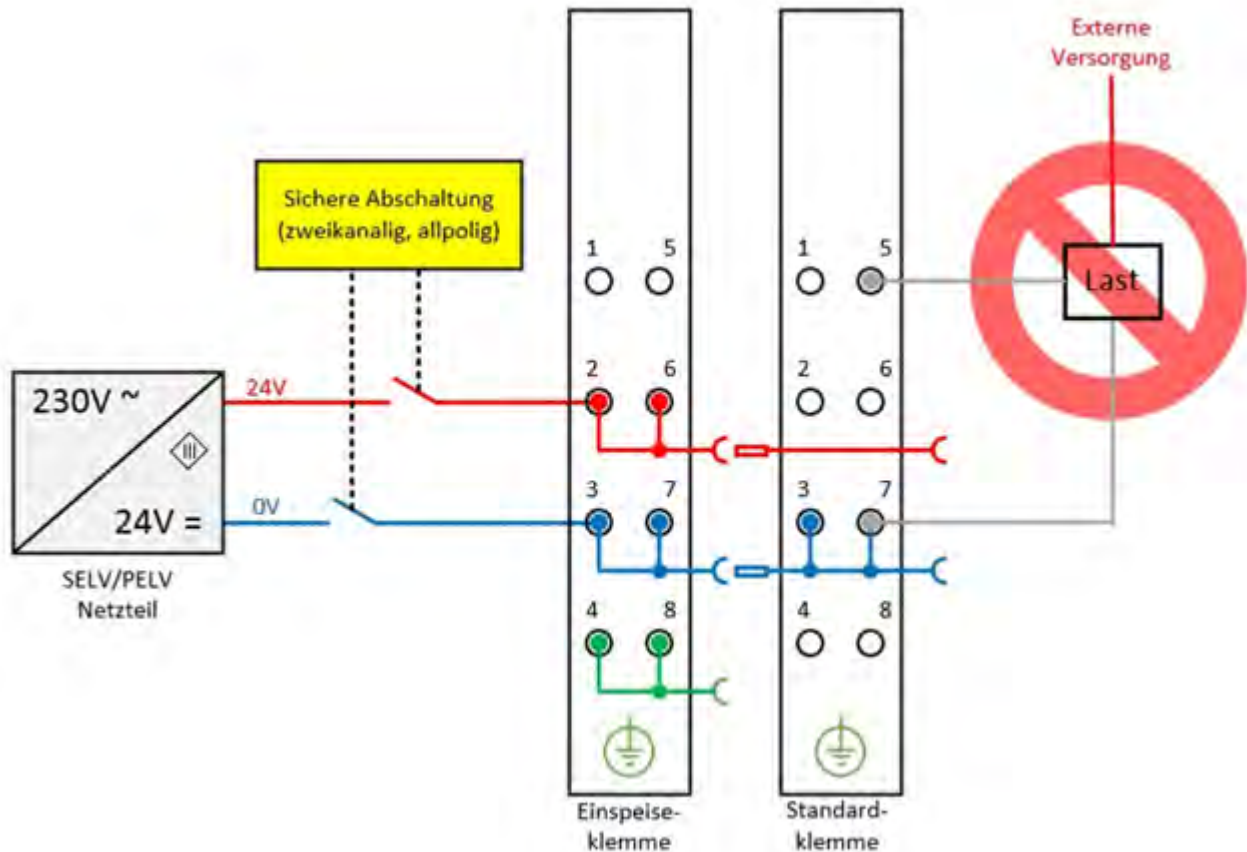 Externe
Versorgung
Sichere Abschaltung
(zweikanalig, allpolig)
1 5 1 5
Last
230V ~ 24V 2 6 2 6
III
24V = 0V 3 7 3 7
SELV/PELV
Netzteil
4 8 4 8
Einspeise-
klemme
Standard-
klemme